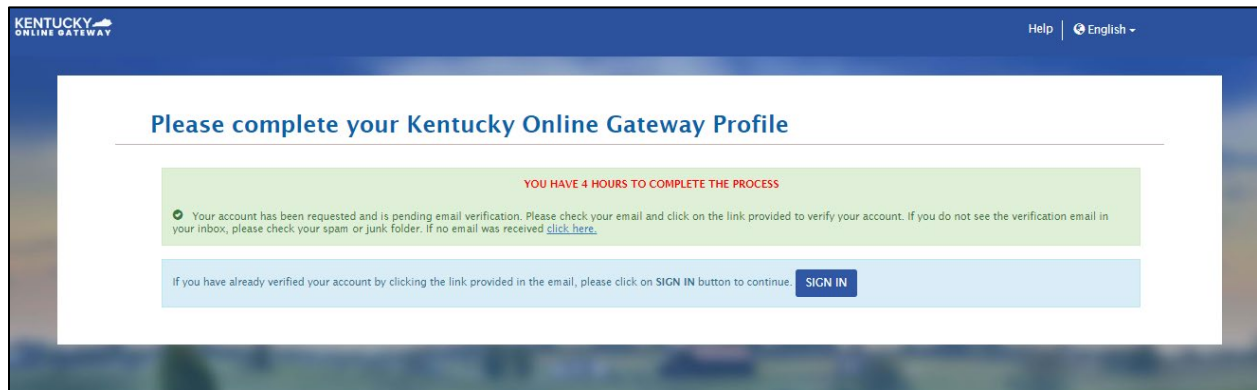 KENTUCKY
ONLINE GATEWAY
Help
English
Please complete your Kentucky Online Gateway Profile
YOU HAVE 4 HOURS TO COMPLETE THE PROCESS
Your account has been requested and is pending email verification. Please check your email and click on the link provided to verify your account. If you do not see the verification email in
your inbox, please check your spam or junk folder. If no email was received click here.
If you have already verified your account by clicking the link provided in the email, please click on SIGN IN button to continue. SIGN IN